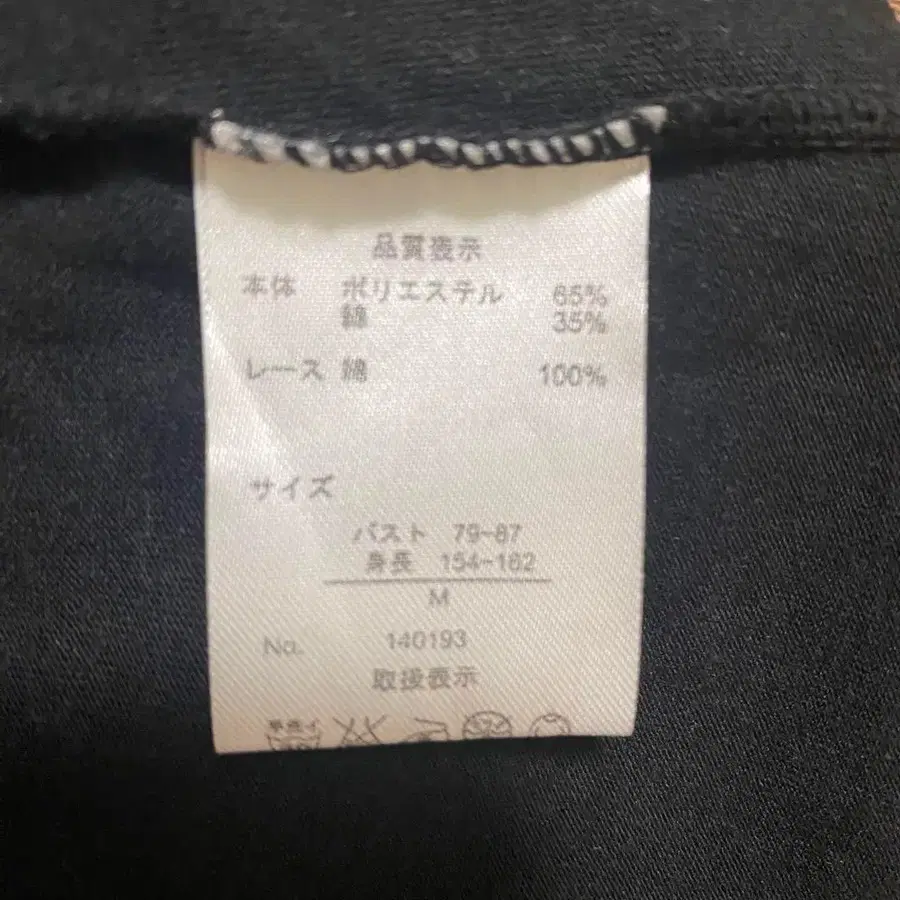 品質表示
本体 ポリエステル 65%
綿 35%
レース 綿 100%
サイズ
バスト 79-87
身長 154-162
M
No. 140193
取扱表示